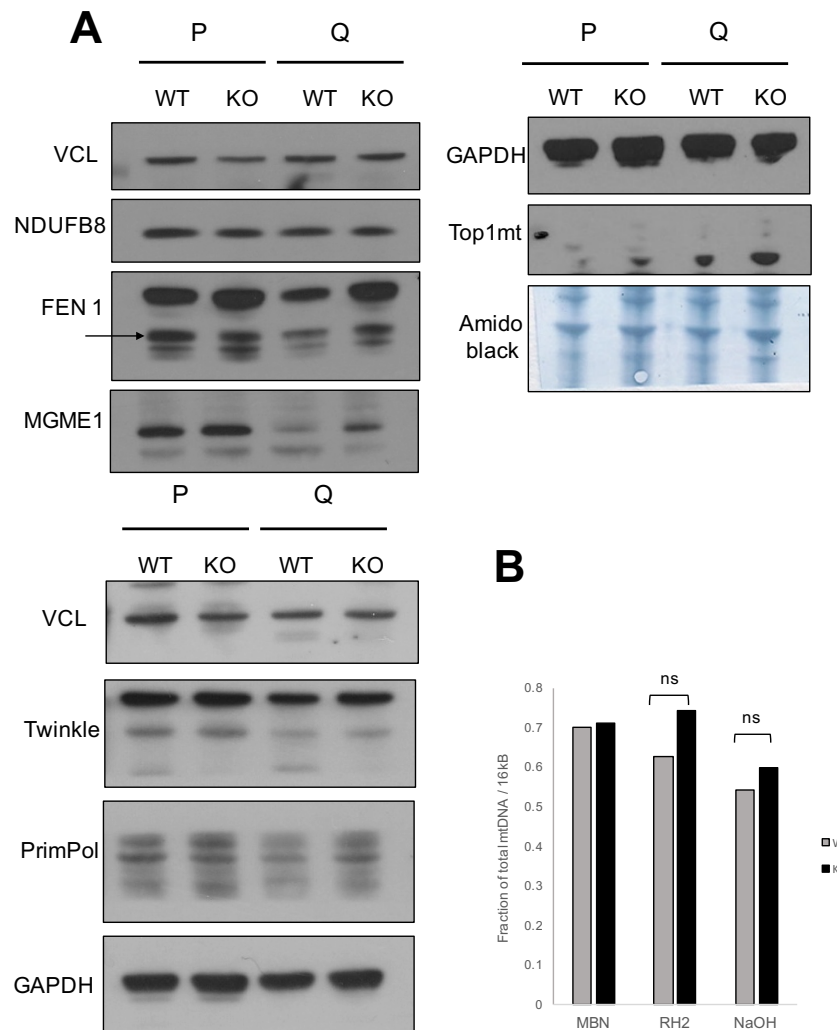 A
P Q
WT KO WT KO
VCL
NDUFB8
FEN 1
MGME1
P Q
WT KO WT KO
GAPDH
Top1mt
Amido
black
P Q
WT KO WT KO
VCL
Twinkle
PrimPol
GAPDH
B
Fraction of total mtDNA / 16kB
0.8
0.7
0.6
0.5
0.4
0.3
0.2
0.1
0
ns
ns
MBN RH2 NaOH